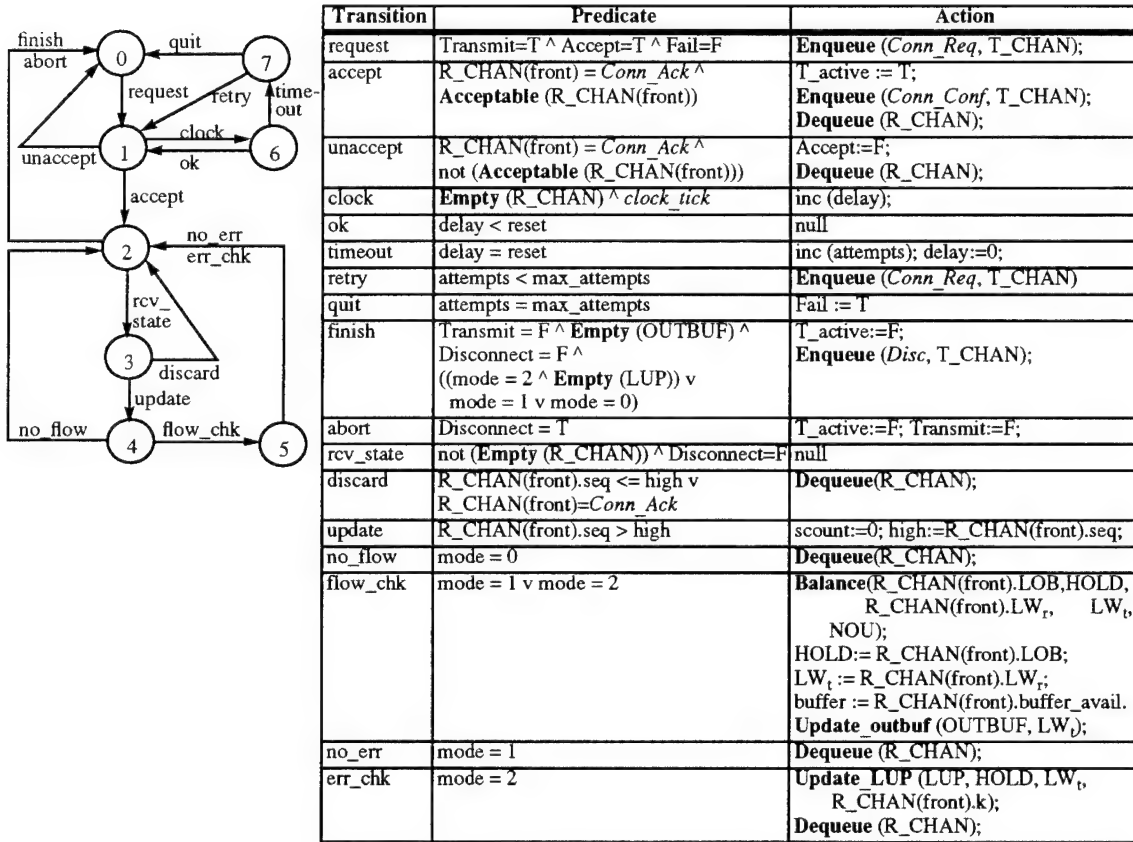 finish
abort
quit
0
7
request
retry
time-
out
clock
unaccept
1
ok
6
accept
no_err
err_chk
2
rcv_
state
3
discard
update
no_flow
4
flow_chk
5
Transition Predicate Action
request Transmit=T ^ Accept=T ^ Fail=F Enqueue (Conn_Req, T_CHAN);
accept R_CHAN(front) = Conn_Ack ^ T_active := T;
Acceptable (R_CHAN(front)) Enqueue (Conn_Conf, T_CHAN);
Dequeue (R_CHAN);
unaccept R_CHAN(front) = Conn_Ack ^ Accept:=F;
not (Acceptable (R_CHAN(front))) Dequeue (R_CHAN);
clock Empty (R_CHAN) ^ clock_tick inc (delay);
ok delay < reset null
timeout delay = reset inc (attempts); delay:=0;
retry attempts < max_attempts Enqueue (Conn_Req, T_CHAN)
quit attempts = max_attempts Fail := T
finish Transmit = F ^ Empty (OUTBUF) ^ T_active:=F;
Disconnect = F ^ Enqueue (Disc, T_CHAN);
((mode = 2 ^ Empty (LUP)) v
mode = 1 v mode = 0)
abort Disconnect = T T_active:=F; Transmit:=F;
rcv_state not (Empty (R_CHAN)) ^ Disconnect=F null
discard R_CHAN(front).seq <= high v Dequeue(R_CHAN);
R_CHAN(front)=Conn_Ack
update R_CHAN(front).seq > high scount:=0; high:=R_CHAN(front).seq;
no_flow mode = 0 Dequeue(R_CHAN);
flow_chk mode = 1 v mode = 2 Balance(R_CHAN(front).LOB,HOLD,
R_CHAN(front).LWr, LWt,
NOU);
HOLD:= R_CHAN(front).LOB;
LWt := R_CHAN(front).LWr;
buffer := R_CHAN(front).buffer_avail.
Update_outbuf (OUTBUF, LWt);
no_err mode = 1 Dequeue (R_CHAN);
err_chk mode = 2 Update_LUP (LUP, HOLD, LWt,
R_CHAN(front).k);
Dequeue (R_CHAN);